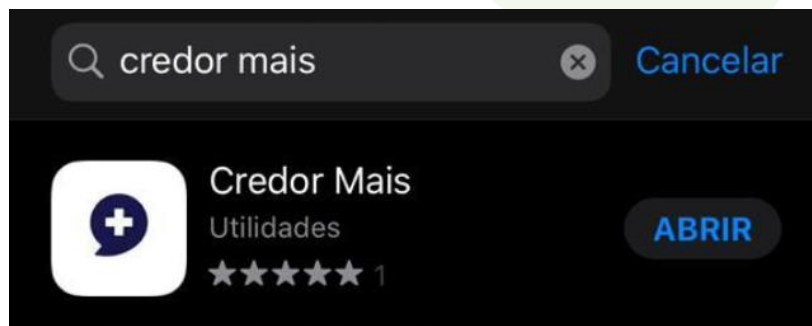 credor mais
Cancelar
Credor Mais
Utilidades
ABRIR
1